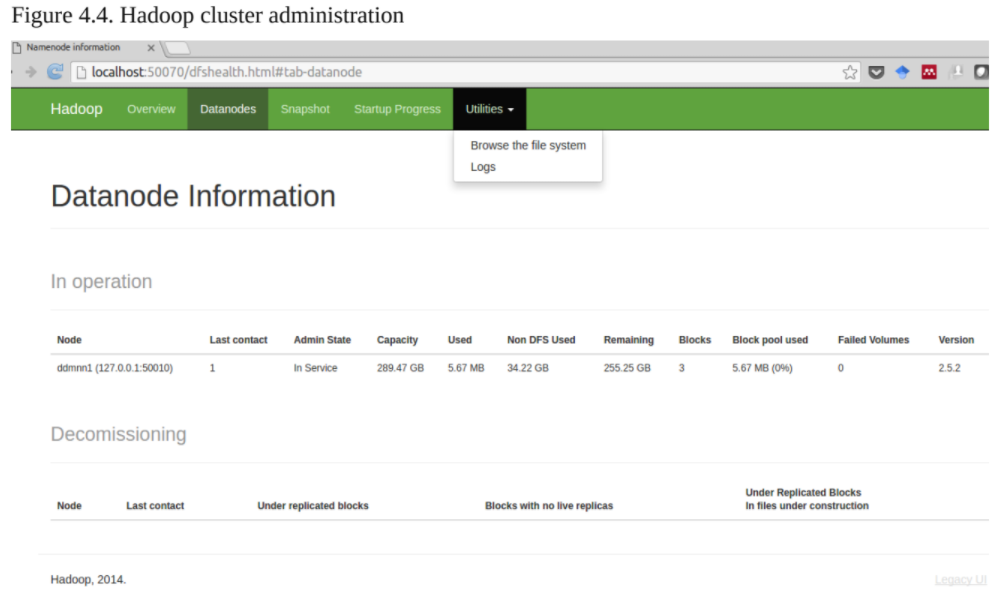 Figure 4.4. Hadoop cluster administration
Namenode information
localhost:50070/dfshealth.html#tab-datanode
Hadoop Overview Datanodes Snapshot Startup Progress Utilities
Browse the file system
Logs
Datanode Information
In operation
Node Last contact Admin State Capacity Used Non DFS Used Remaining Blocks Block pool used Failed Volumes Version
ddmnn1 (127.0.0.1:50010) 1 In Service 289.47 GB 5.67 MB 34.22 GB 255.25 GB 3 5.67 MB (0%) 0 2.5.2
Decomissioning
Node Last contact Under replicated blocks Blocks with no live replicas Under Replicated Blocks
In files under construction
Hadoop, 2014. Legacy UI